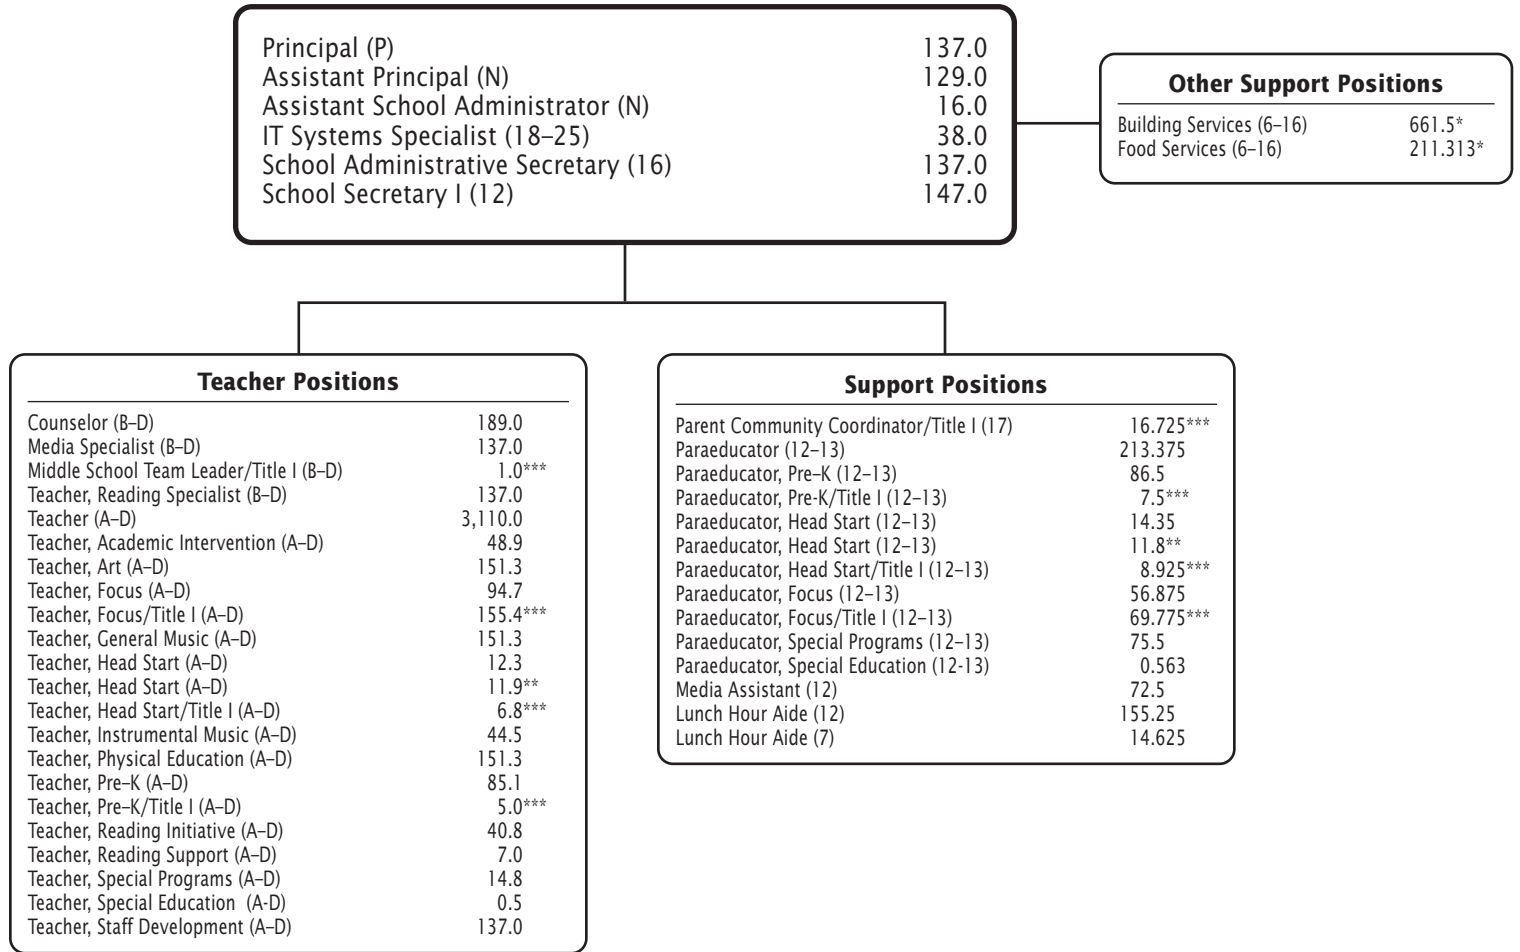 Principal (P) 137.0
Assistant Principal (N) 129.0
Assistant School Administrator (N) 16.0
IT Systems Specialist (18–25) 38.0
School Administrative Secretary (16) 137.0
School Secretary I (12) 147.0
Other Support Positions
Building Services (6–16) 661.5*
Food Services (6–16) 211.313*
Teacher Positions
Counselor (B–D) 189.0
Media Specialist (B–D) 137.0
Middle School Team Leader/Title I (B–D) 1.0***
Teacher, Reading Specialist (B–D) 137.0
Teacher (A–D) 3,110.0
Teacher, Academic Intervention (A–D) 48.9
Teacher, Art (A–D) 151.3
Teacher, Focus (A–D) 94.7
Teacher, Focus/Title I (A–D) 155.4***
Teacher, General Music (A–D) 151.3
Teacher, Head Start (A–D) 12.3
Teacher, Head Start (A–D) 11.9**
Teacher, Head Start/Title I (A–D) 6.8***
Teacher, Instrumental Music (A–D) 44.5
Teacher, Physical Education (A–D) 151.3
Teacher, Pre–K (A–D) 85.1
Teacher, Pre–K/Title I (A–D) 5.0***
Teacher, Reading Initiative (A–D) 40.8
Teacher, Reading Support (A–D) 7.0
Teacher, Special Programs (A–D) 14.8
Teacher, Special Education (A-D) 0.5
Teacher, Staff Development (A–D) 137.0
Support Positions
Parent Community Coordinator/Title I (17) 16.725***
Paraeducator (12–13) 213.375
Paraeducator, Pre–K (12–13) 86.5
Paraeducator, Pre-K/Title I (12–13) 7.5***
Paraeducator, Head Start (12–13) 14.35
Paraeducator, Head Start (12–13) 11.8**
Paraeducator, Head Start/Title I (12–13) 8.925***
Paraeducator, Focus (12–13) 56.875
Paraeducator, Focus/Title I (12–13) 69.775***
Paraeducator, Special Programs (12–13) 75.5
Paraeducator, Special Education (12-13) 0.563
Media Assistant (12) 72.5
Lunch Hour Aide (12) 155.25
Lunch Hour Aide (7) 14.625